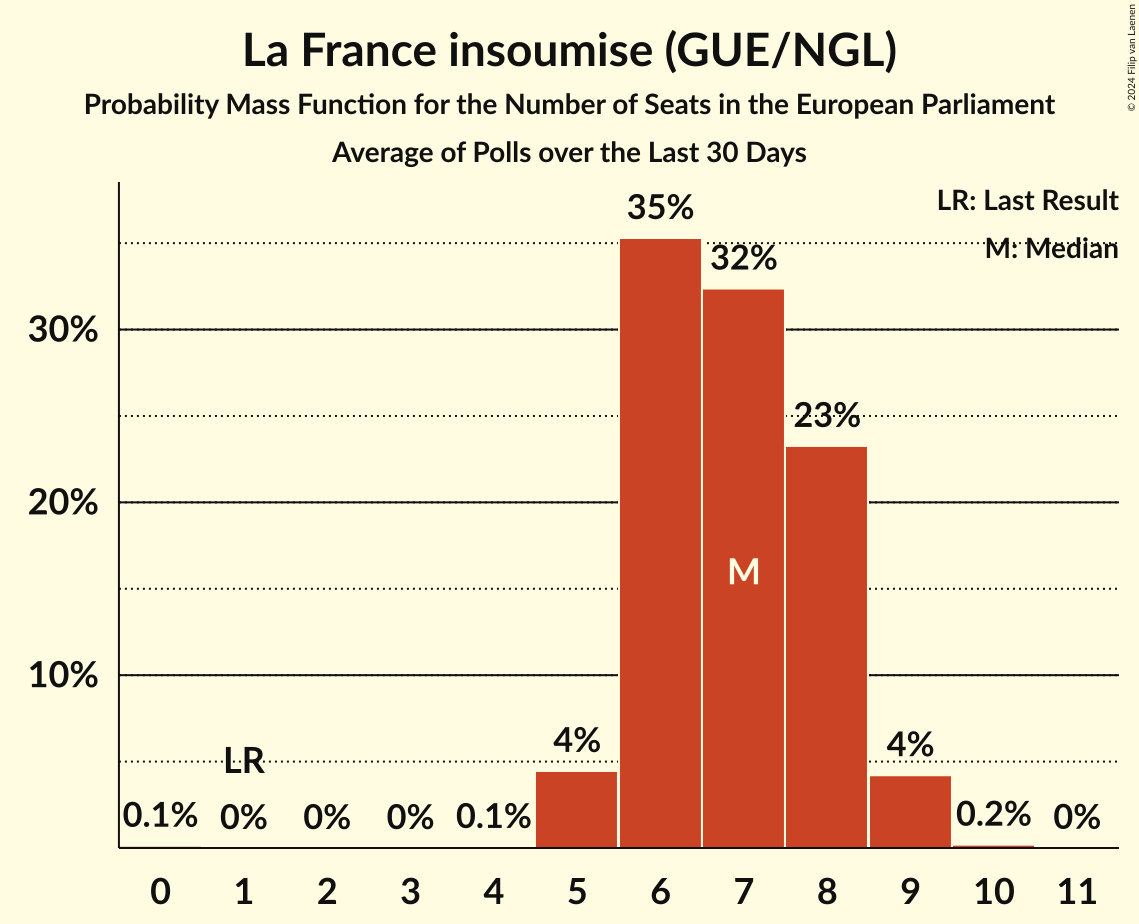 La France insoumise (GUE/NGL)
Probability Mass Function for the Number of Seats in the European Parliament
Average of Polls over the Last 30 Days
© 2024 Filip van Laenen
LR: Last Result
M: Median
35%
32%
30%
23%
20%
M
10%
4%
4%
LR
0.1%
0%
0%
0%
0.1%
0.2%
0%
0 1 2 3 4 5 6 7 8 9 10 11